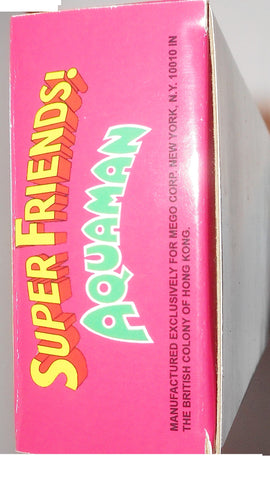 SUPER FRIENDS!
AQUAMAN
MANUFACTURED EXCLUSIVELY FOR MEGO CORP. NEW YORK, N.Y. 10010 IN
THE BRITISH COLONY OF HONG KONG.